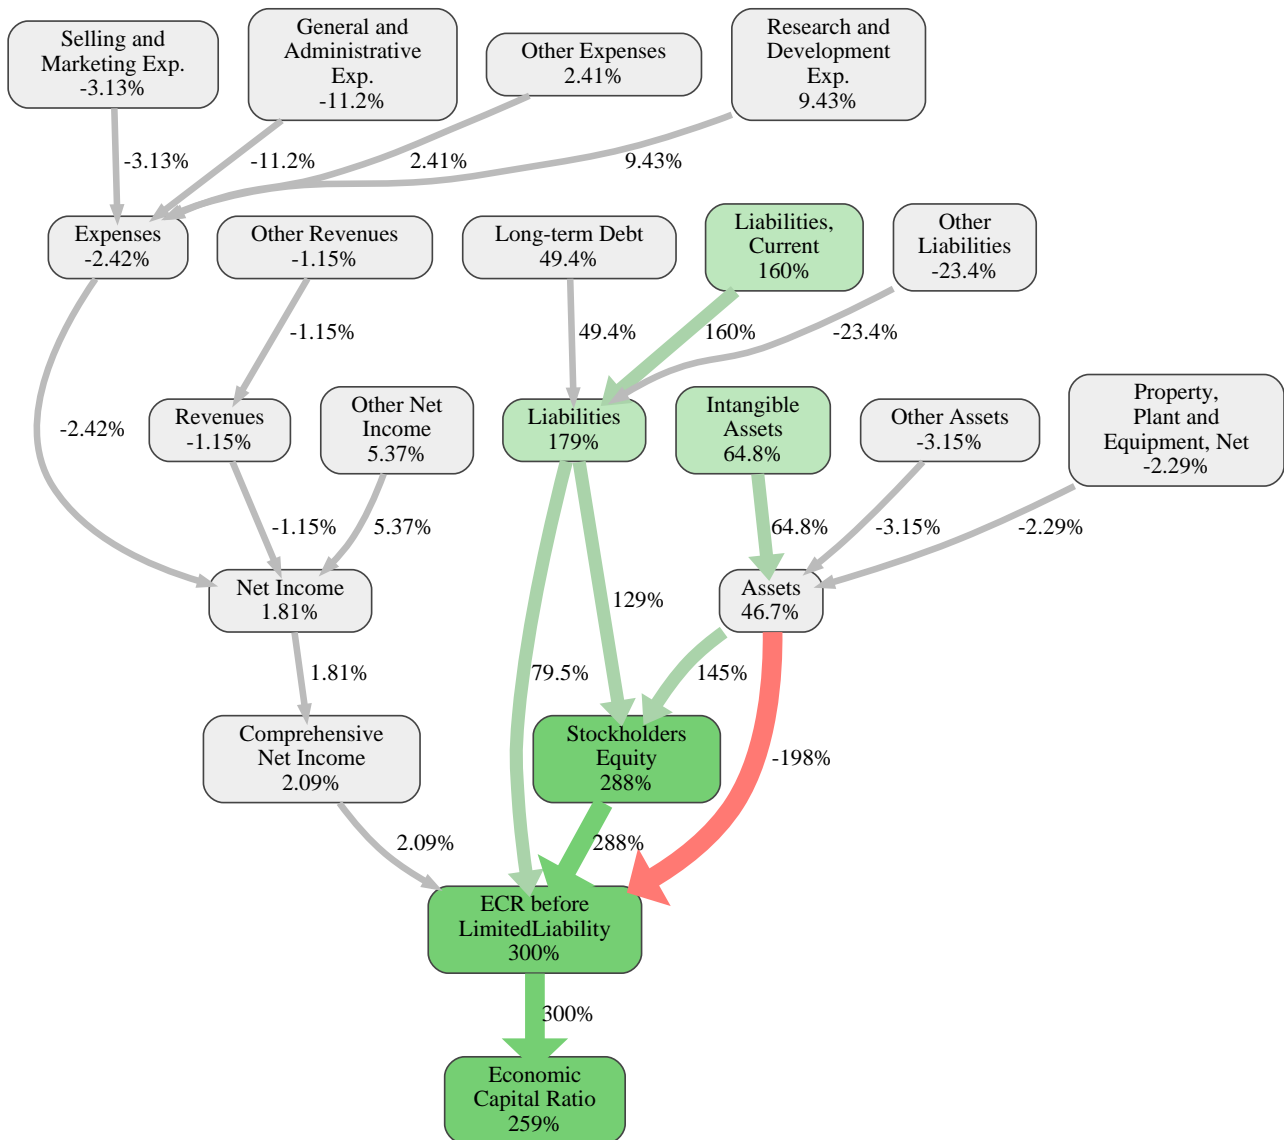 Selling and
Marketing Exp.
-3.13%
General and
Administrative
Exp.
-11.2%
Other Expenses
2.41%
Research and
Development
Exp.
9.43%
-3.13%
-11.2%
2.41%
9.43%
Expenses
-2.42%
Other Revenues
-1.15%
Long-term Debt
49.4%
Liabilities,
Current
160%
Other
Liabilities
-23.4%
-1.15%
49.4%
160%
-23.4%
-2.42%
Revenues
-1.15%
Other Net
Income
5.37%
Liabilities
179%
Intangible
Assets
64.8%
Other Assets
-3.15%
Property,
Plant and
Equipment, Net
-2.29%
-1.15%
5.37%
64.8%
-3.15%
-2.29%
Net Income
1.81%
129%
Assets
46.7%
1.81%
79.5%
145%
Comprehensive
Net Income
2.09%
Stockholders
Equity
288%
-198%
2.09%
288%
ECR before
LimitedLiability
300%
300%
Economic
Capital Ratio
259%